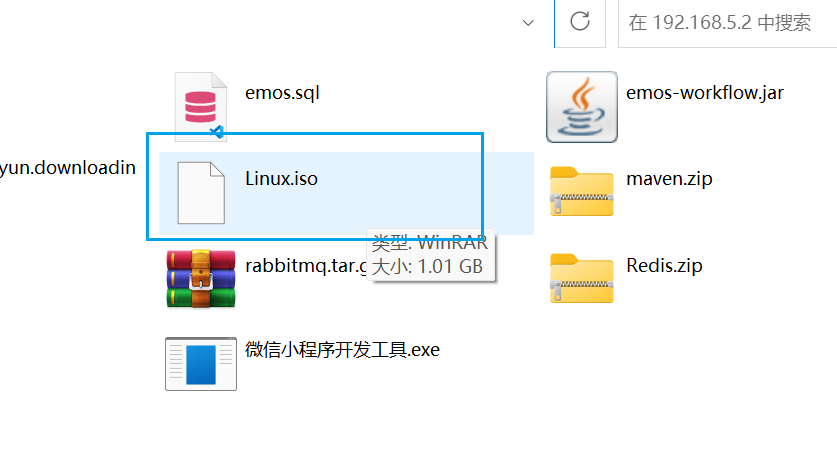 在 192.168.5.2 中搜索
emos.sql
emos-workflow.jar
yun.downloadin
Linux.iso
maven.zip
类型: WinRAR
大小: 1.01 GB
rabbitmq.tar.g
Redis.zip
微信小程序开发工具.exe